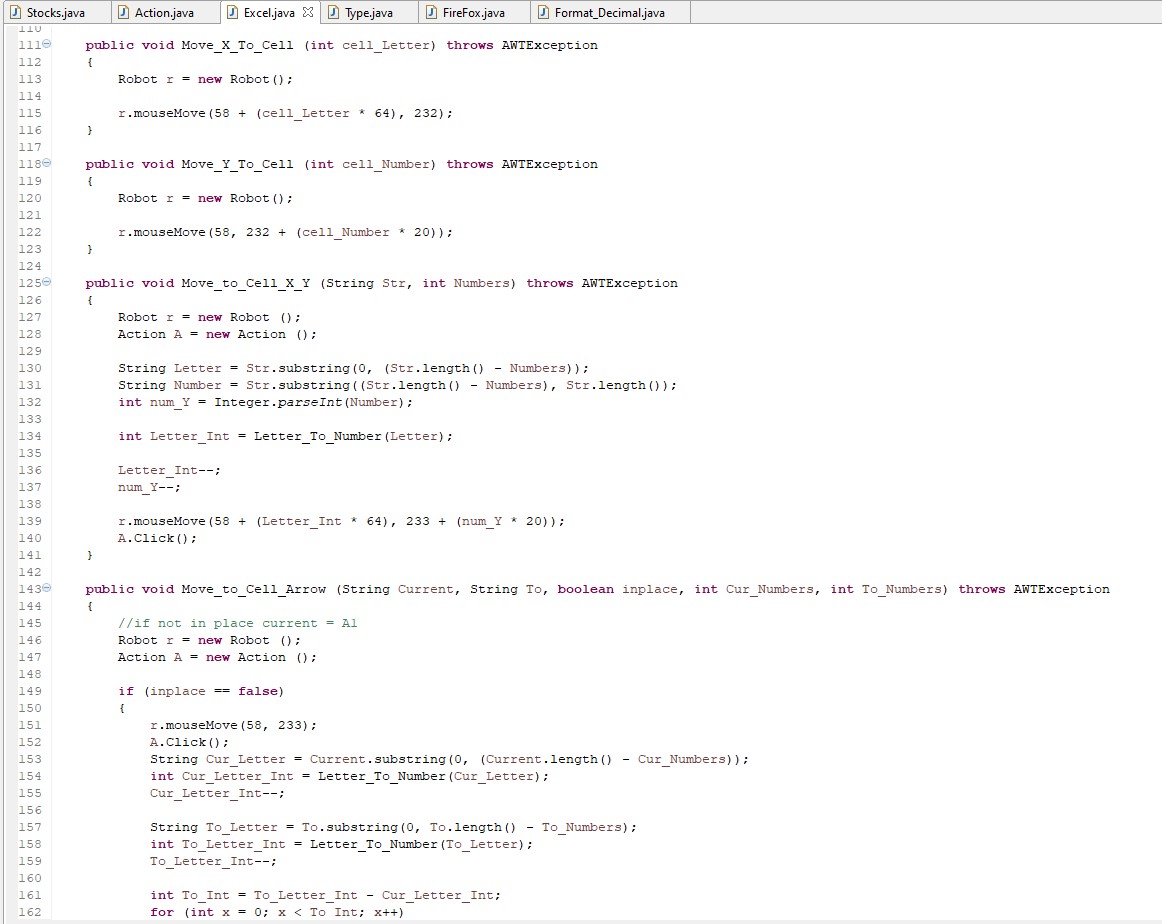 Stocks.java Action.java Excel.java Type.java FireFox.java Format_Decimal.java
110
111 public void Move_X_To_Cell (int cell_Letter) throws AWTException
112 {
113 Robot r = new Robot();
114
115 r.mouseMove(58 + (cell_Letter * 64), 232);
116 }
117
118 public void Move_Y_To_Cell (int cell_Number) throws AWTException
119 {
120 Robot r = new Robot();
121
122 r.mouseMove(58, 232 + (cell_Number * 20));
123 }
124
125 public void Move_to_Cell_X_Y (String Str, int Numbers) throws AWTException
126 {
127 Robot r = new Robot ();
128 Action A = new Action ();
129
130 String Letter = Str.substring(0, (Str.length() - Numbers));
131 String Number = Str.substring((Str.length() - Numbers), Str.length());
132 int num_Y = Integer.parseInt(Number);
133
134 int Letter_Int = Letter_To_Number(Letter);
135
136 Letter_Int--;
137 num_Y--;
138
139 r.mouseMove(58 + (Letter_Int * 64), 233 + (num_Y * 20));
140 A.Click();
141 }
142
143 public void Move_to_Cell_Arrow (String Current, String To, boolean inplace, int Cur_Numbers, int To_Numbers) throws AWTException
144 {
145 //if not in place current = A1
146 Robot r = new Robot ();
147 Action A = new Action ();
148
149 if (inplace == false)
150 {
151 r.mouseMove(58, 233);
152 A.Click();
153 String Cur_Letter = Current.substring(0, (Current.length() - Cur_Numbers));
154 int Cur_Letter_Int = Letter_To_Number(Cur_Letter);
155 Cur_Letter_Int--;
156
157 String To_Letter = To.substring(0, To.length() - To_Numbers);
158 int To_Letter_Int = Letter_To_Number(To_Letter);
159 To_Letter_Int--;
160
161 int To_Int = To_Letter_Int - Cur_Letter_Int;
162 for (int x = 0; x < To_Int; x++)